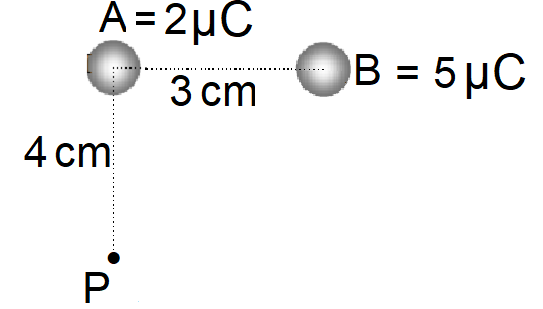 A = 2µC
B = 5µC
3 cm
4 cm
P